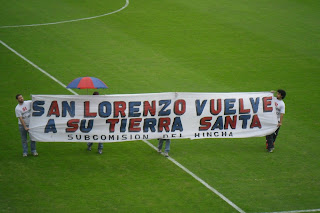 SAN LORENZO VUELVE
A SU TIERRA SANTA
SUBCOMISION DEL HINCHA